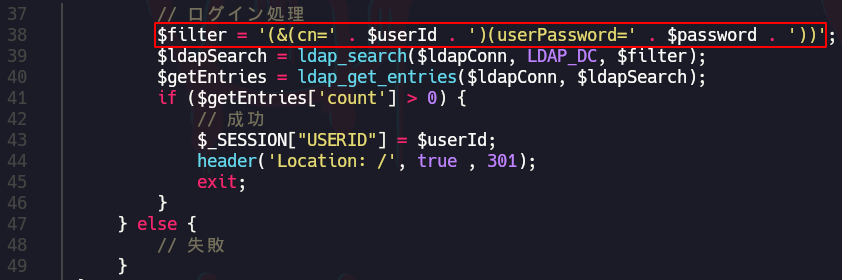 37 // ログイン処理
38 $filter = '(&(cn=' . $userId . ')(userPassword=' . $password . '))';
39 $ldapSearch = ldap_search($ldapConn, LDAP_DC, $filter);
40 $getEntries = ldap_get_entries($ldapConn, $ldapSearch);
41 if ($getEntries['count'] > 0) {
42 // 成功
43 $_SESSION["USERID"] = $userId;
44 header('Location: /', true , 301);
45 exit;
46 }
47 } else {
48 // 失敗
49 }